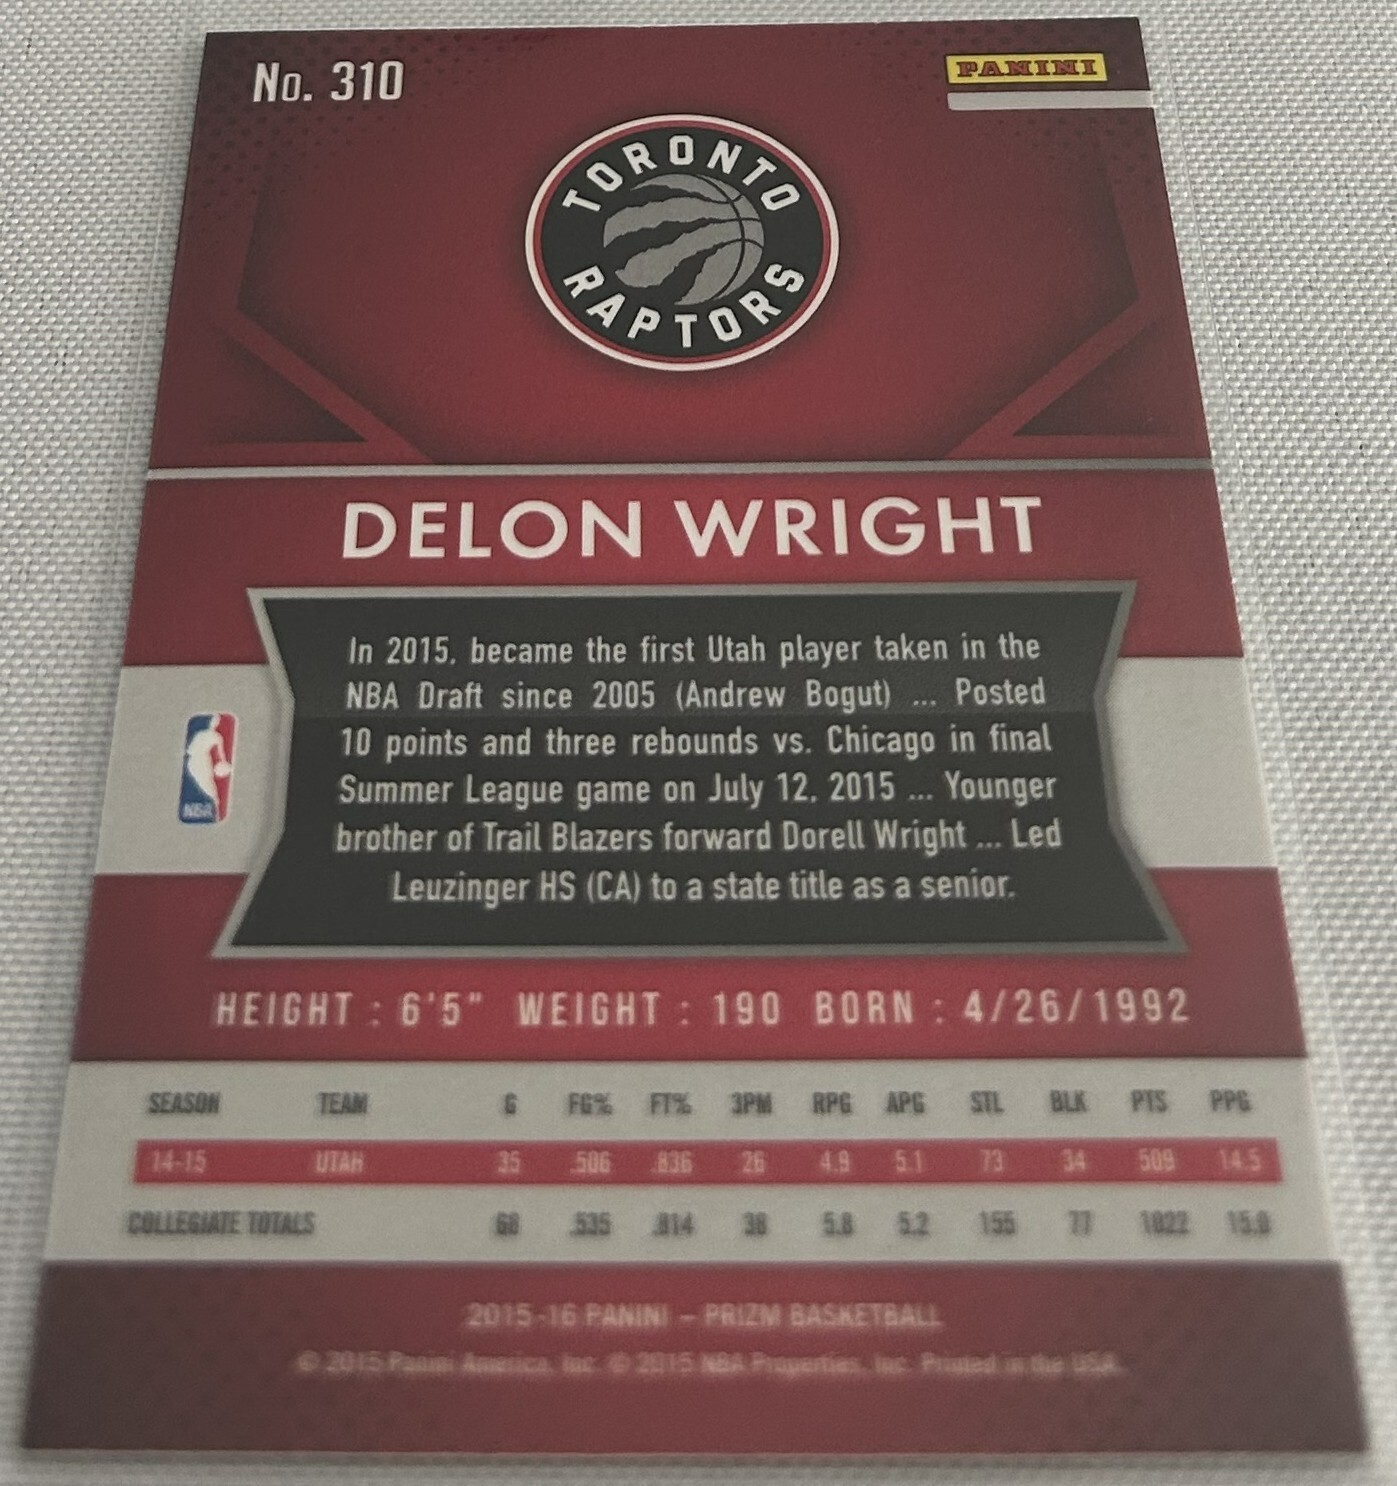 No. 310
PANINI
TORONTO
RAPTORS
DELON WRIGHT
In 2015, became the first Utah player taken in the
NBA Draft since 2005 (Andrew Bogut) ... Posted
10 points and three rebounds vs. Chicago in final
Summer League game on July 12, 2015 ... Younger
brother of Trail Blazers forward Dorell Wright ... Led
Leuzinger HS (CA) to a state title as a senior.
NBA
HEIGHT : 6'5" WEIGHT : 190 BORN : 4/26/1992
SEASON TEAM G FG% FT% 3PM RPG APG STL BLK PTS PPG
14-15 UTAH 35 .506 .836 26 4.9 5.1 73 34 509 14.5
COLLEGIATE TOTALS 68 .535 .814 38 5.8 5.2 155 77 1022 15.0
2015-16 PANINI – PRIZM BASKETBALL
© 2015 Panini America, Inc. © 2015 NBA Properties, Inc. Printed in the USA.